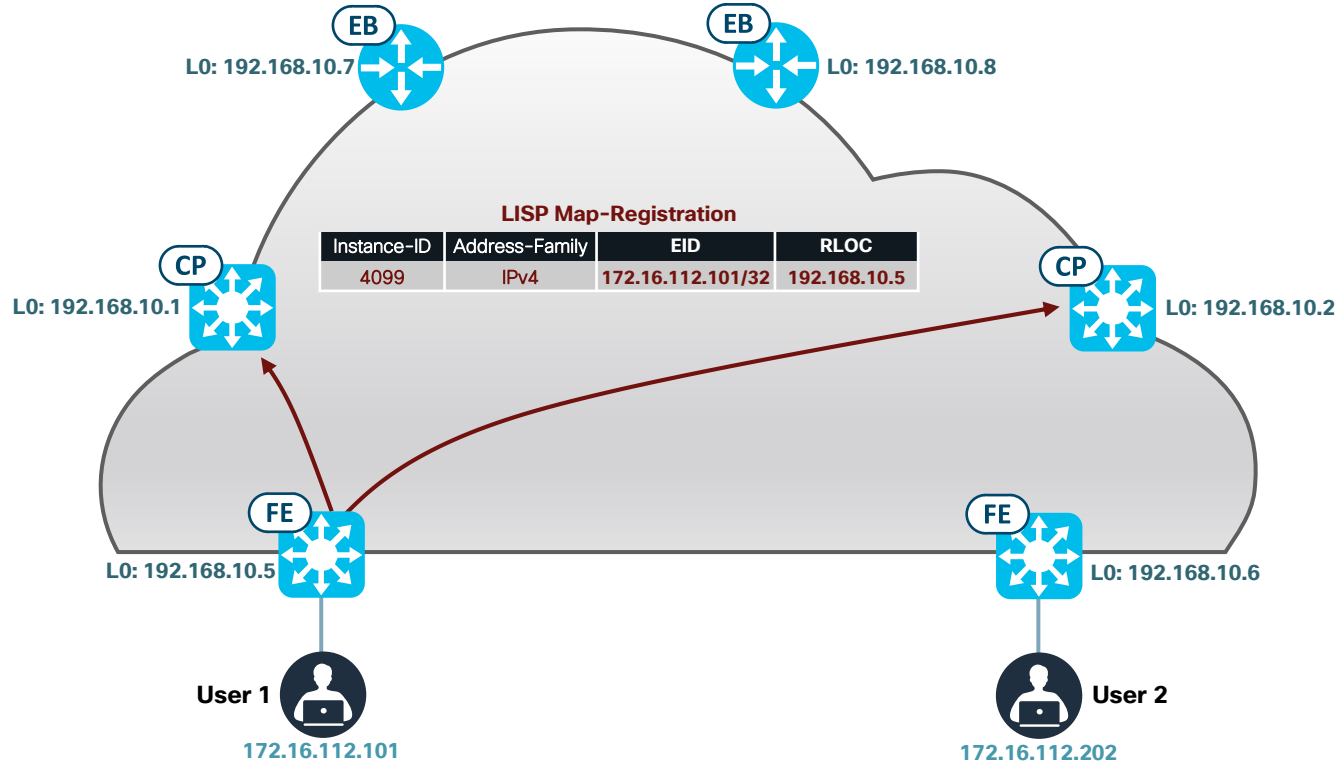 EB
EB
L0: 192.168.10.7
L0: 192.168.10.8
LISP Map-Registration
Instance-ID Address-Family EID RLOC
4099 IPv4 172.16.112.101/32 192.168.10.5
CP
CP
L0: 192.168.10.1
L0: 192.168.10.2
FE
FE
L0: 192.168.10.5
L0: 192.168.10.6
User 1
User 2
172.16.112.101
172.16.112.202